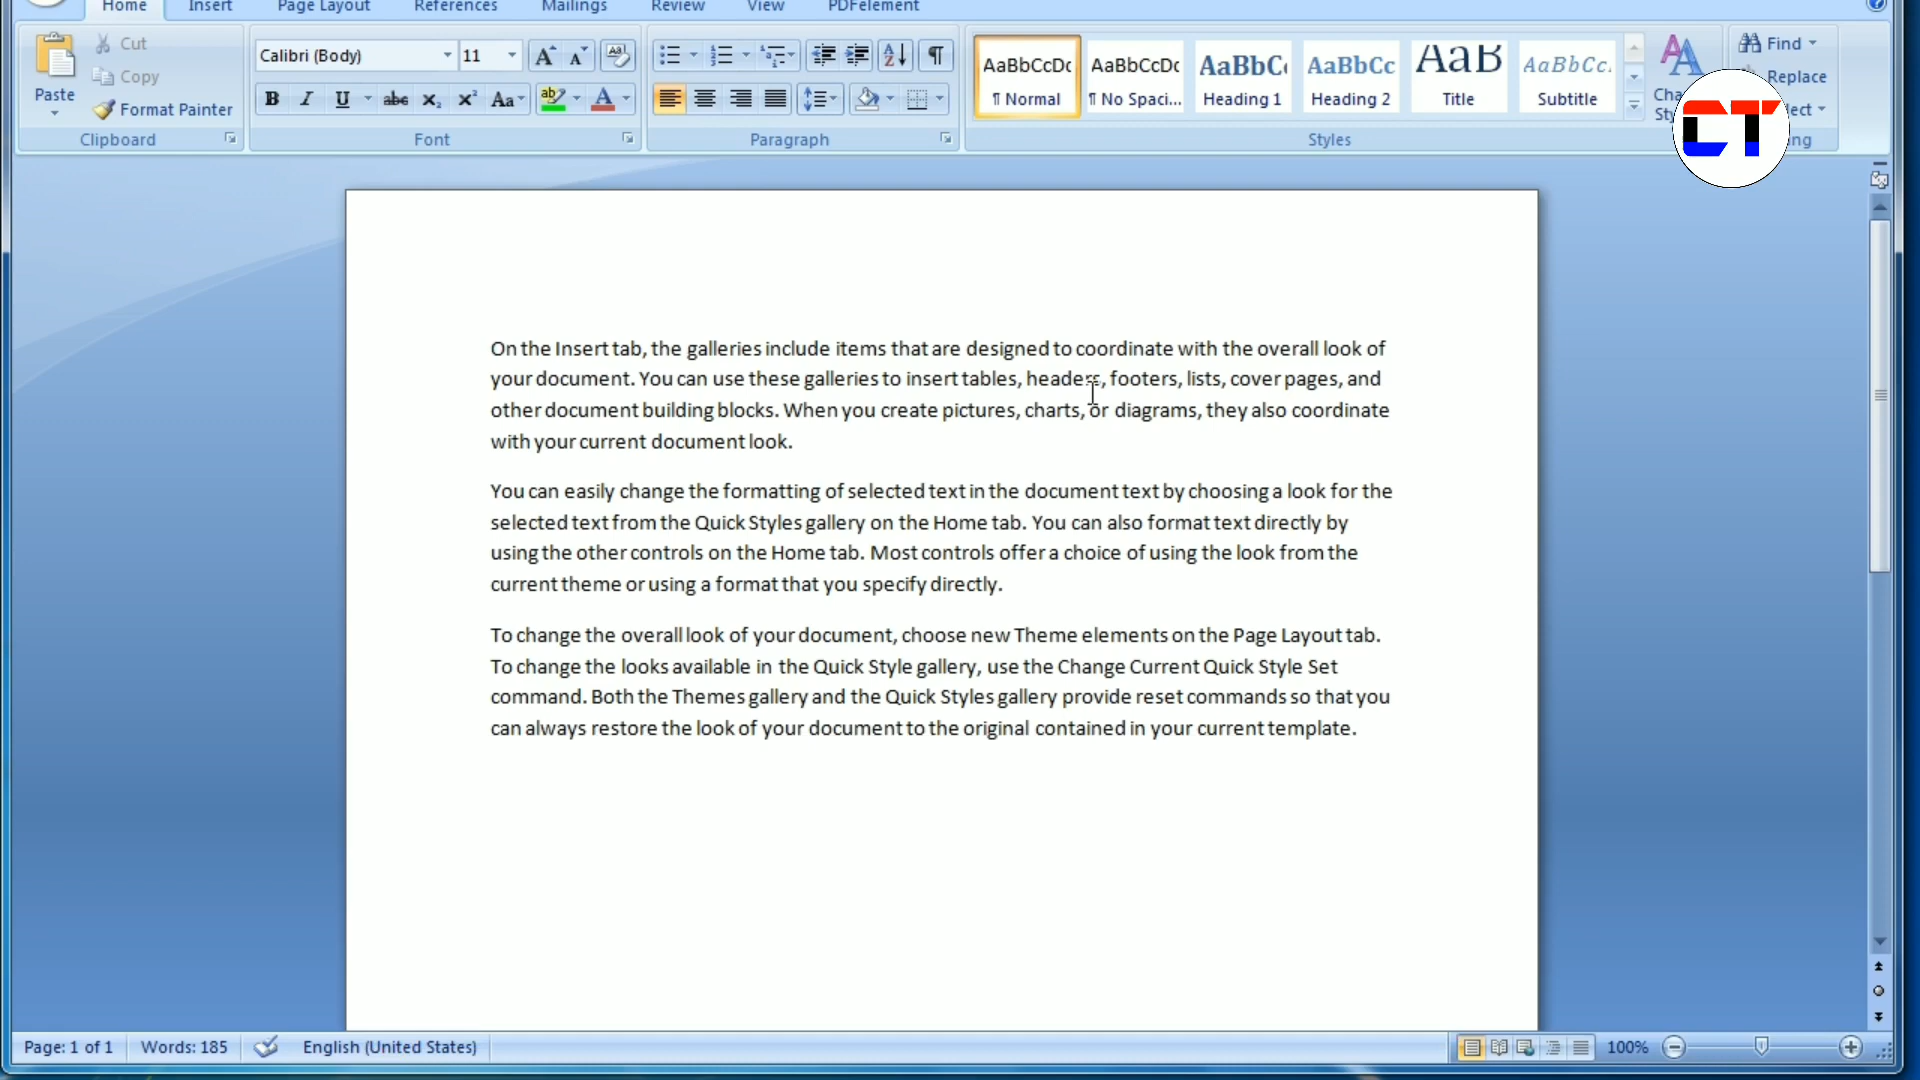 Home Insert Page Layout References Mailings Review View PDFelement
Cut
Copy
Format Painter
Paste
Clipboard
Calibri (Body) 11
B I U abc x₂ x² Aa ab A
Font
A Z ¶
Paragraph
AaBbCcDc AaBbCcDc AaBbC AaBbCc AaB AaBbCc.
¶ Normal ¶ No Spaci... Heading 1 Heading 2 Title Subtitle
Styles
Find
Replace
CT
On the Insert tab, the galleries include items that are designed to coordinate with the overall look of
your document. You can use these galleries to insert tables, headers, footers, lists, cover pages, and
other document building blocks. When you create pictures, charts, or diagrams, they also coordinate
with your current document look.
You can easily change the formatting of selected text in the document text by choosing a look for the
selected text from the Quick Styles gallery on the Home tab. You can also format text directly by
using the other controls on the Home tab. Most controls offer a choice of using the look from the
current theme or using a format that you specify directly.
To change the overall look of your document, choose new Theme elements on the Page Layout tab.
To change the looks available in the Quick Style gallery, use the Change Current Quick Style Set
command. Both the Themes gallery and the Quick Styles gallery provide reset commands so that you
can always restore the look of your document to the original contained in your current template.
Page: 1 of 1 Words: 185 English (United States) 100%